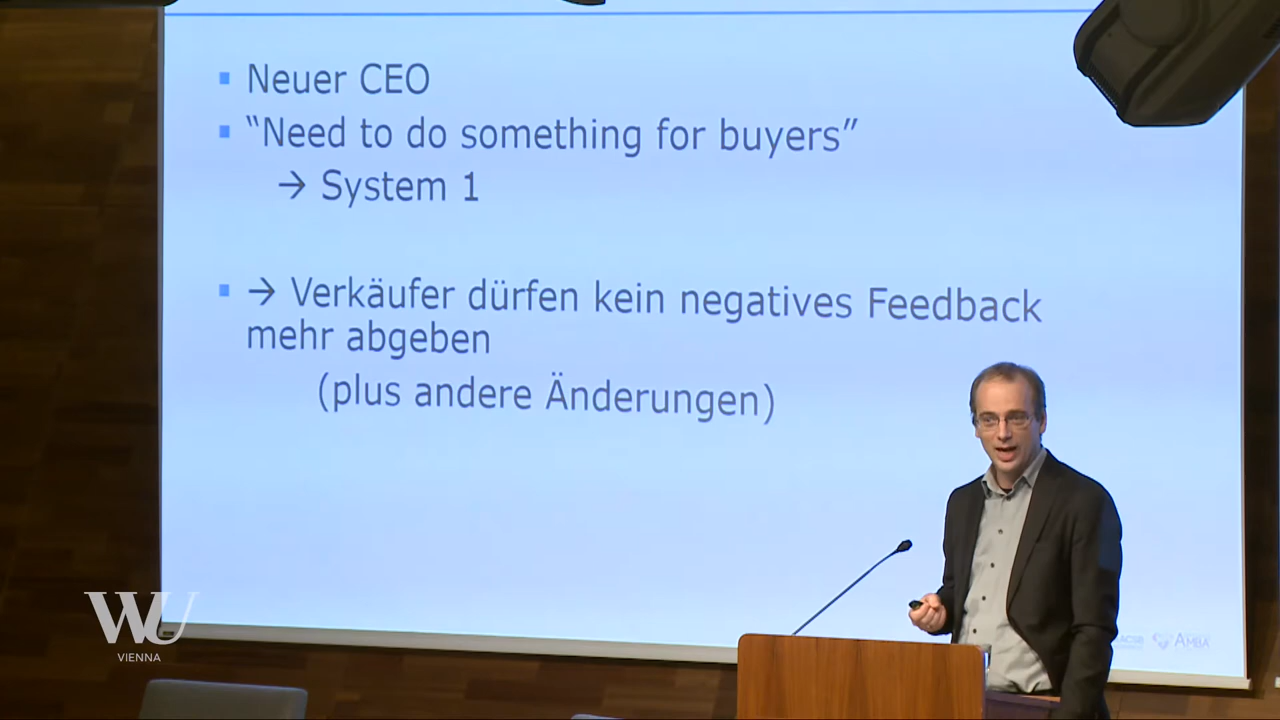 Neuer CEO
“Need to do something for buyers”
→ System 1
→ Verkäufer dürfen kein negatives Feedback
mehr abgeben
(plus andere Änderungen)
WU
VIENNA
AMBA